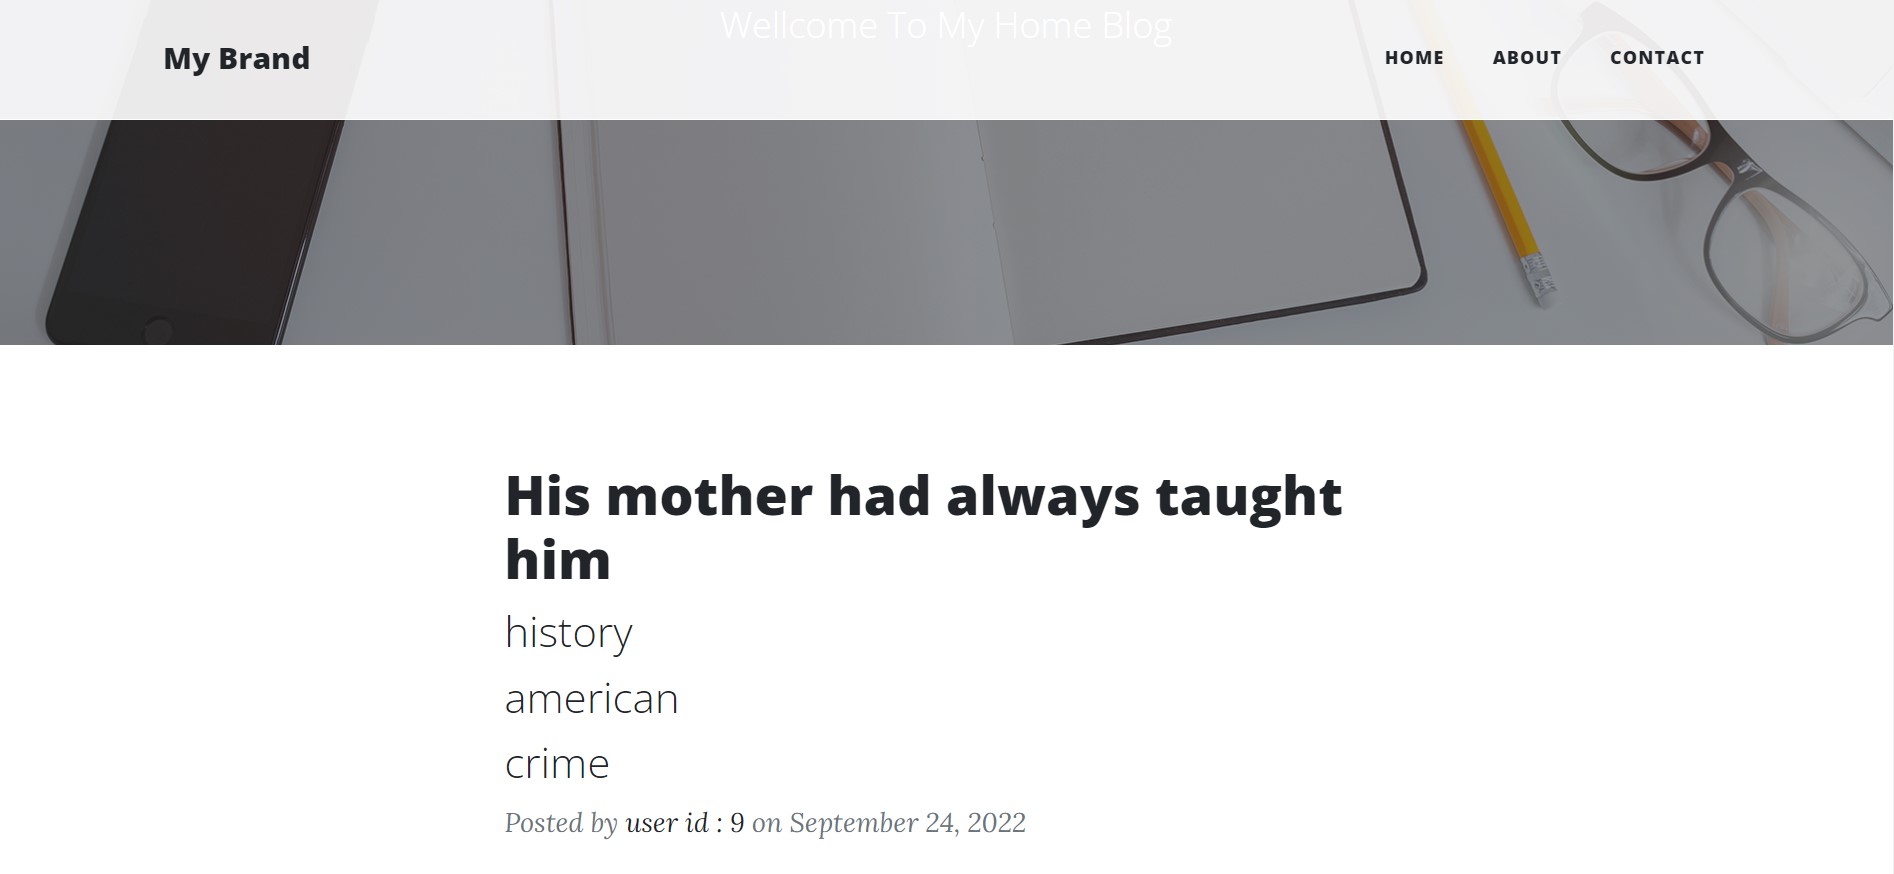 Wellcome To My Home Blog
My Brand
HOME ABOUT CONTACT
His mother had always taught
him
history
american
crime
Posted by user id : 9 on September 24, 2022